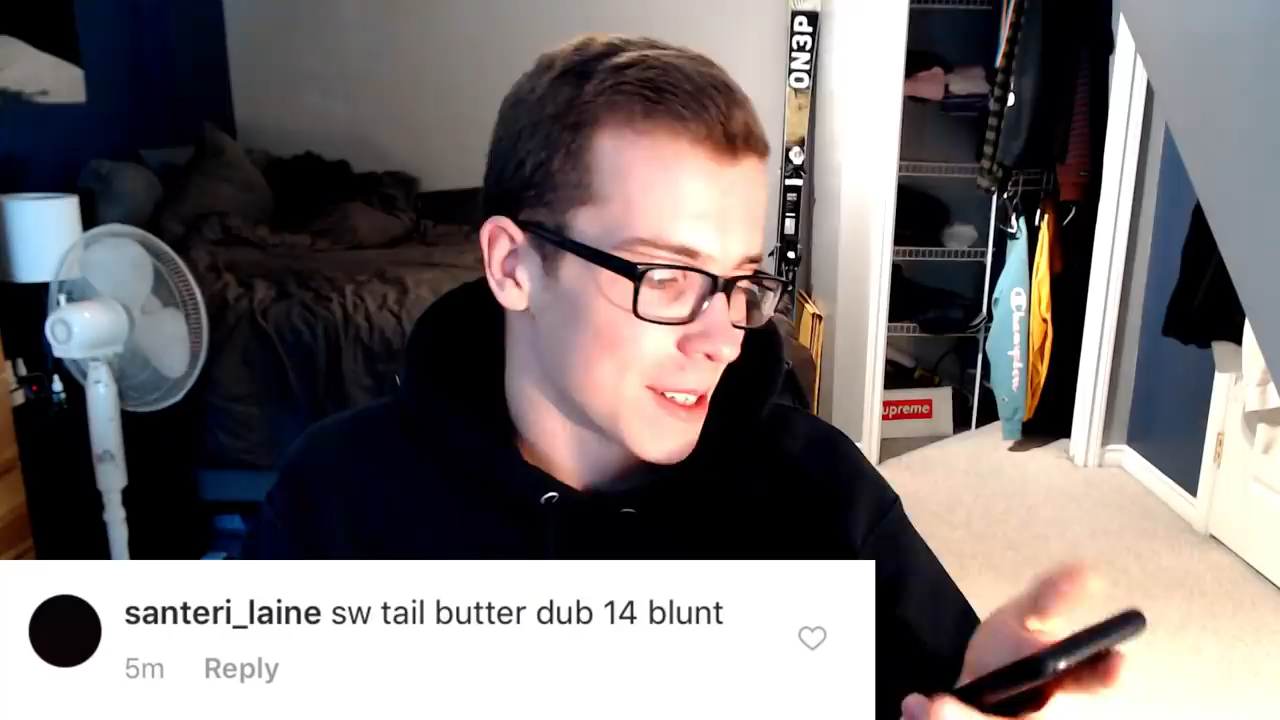 ON3P
Champion
upreme
santeri_laine sw tail butter dub 14 blunt
5m Reply